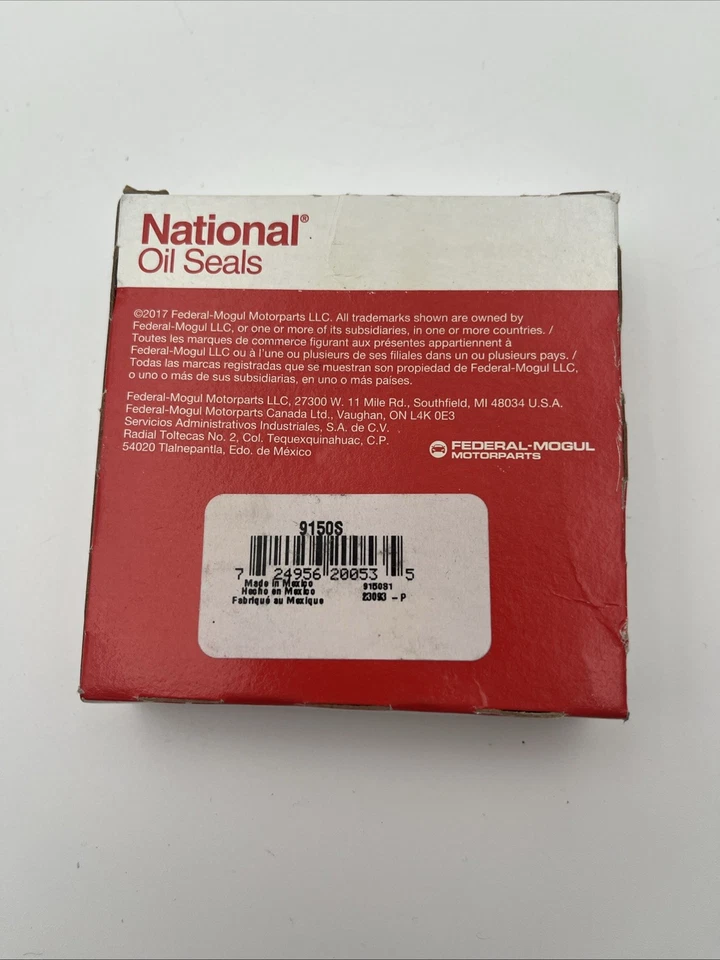 National®
Oil Seals
©2017 Federal-Mogul Motorparts LLC. All trademarks shown are owned by
Federal-Mogul LLC, or one or more of its subsidiaries, in one or more countries. /
Toutes les marques de commerce figurant aux présentes appartiennent à
Federal-Mogul LLC ou à l'une ou plusieurs de ses filiales dans un ou plusieurs pays. /
Todas las marcas registradas que se muestran son propiedad de Federal-Mogul LLC,
o uno o más de sus subsidiarias, en uno o más países.
Federal-Mogul Motorparts LLC, 27300 W. 11 Mile Rd., Southfield, MI 48034 U.S.A.
Federal-Mogul Motorparts Canada Ltd., Vaughan, ON L4K 0E3
Servicios Administrativos Industriales, S.A. de C.V.
Radial Toltecas No. 2, Col. Tequexquinahuac, C.P.
54020 Tlalnepantla, Edo. de México
FEDERAL-MOGUL
MOTORPARTS
9150S
7 24956 20053 5
Made in Mexico
Hecho en Mexico
Fabriqué au Mexique
- P